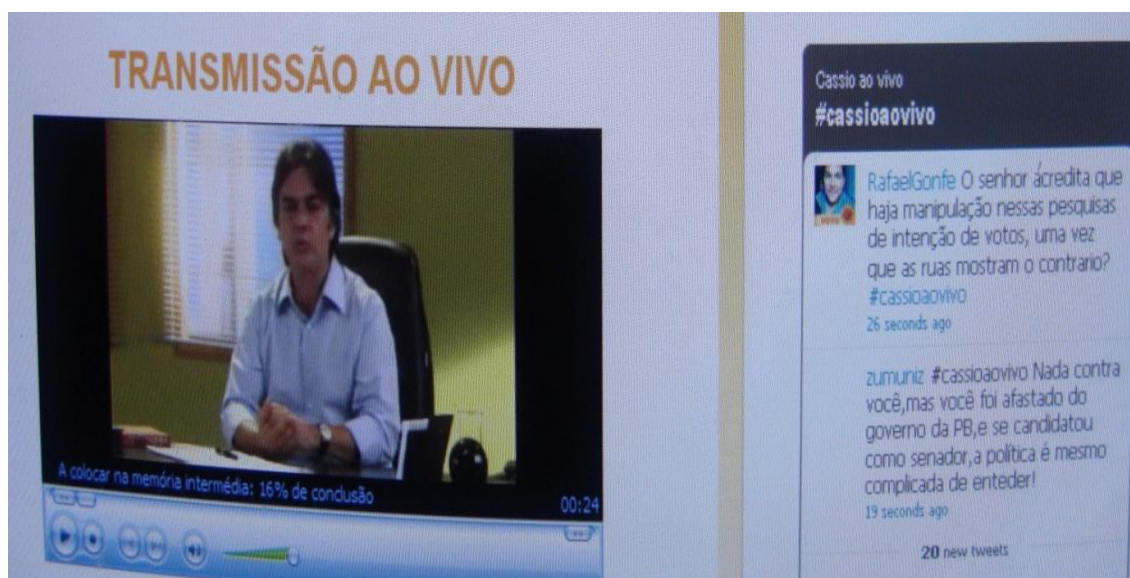 TRANSMISSÃO AO VIVO
A colocar na memória intermédia: 16% de conclusão
00:24
Cassio ao vivo
#cassioaovivo
RafaelGonfe O senhor ácredita que
haja manipulação nessas pesquisas
de intenção de votos, uma vez
que as ruas mostram o contrario?
#cassioaovivo
26 seconds ago
zumuniz #cassioaovivo Nada contra
você,mas você foi afastado do
governo da PB,e se candidatou
como senador,a política é mesmo
complicada de enteder!
19 seconds ago
20 new tweets